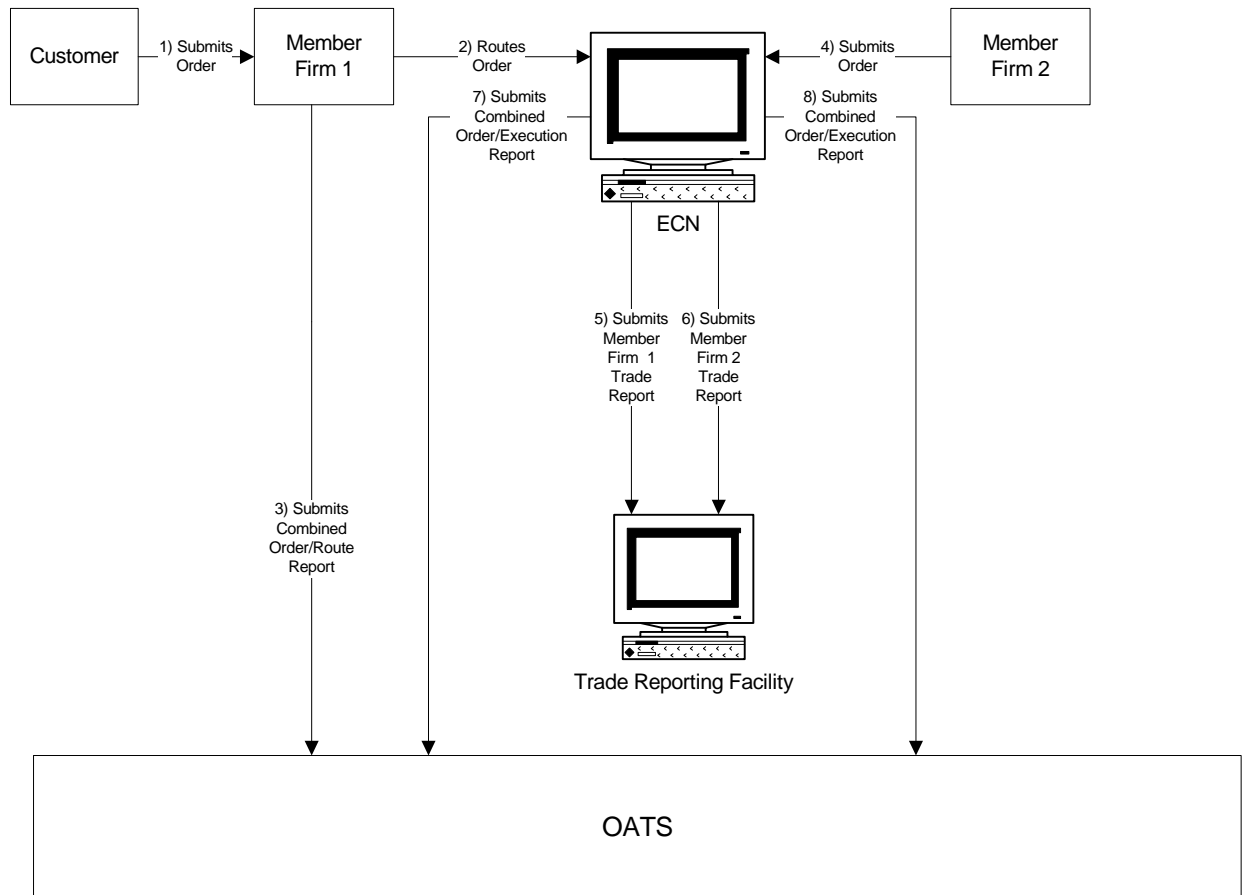 Customer
1) Submits
Order
Member
Firm 1
2) Routes
Order
4) Submits
Order
Member
Firm 2
7) Submits
Combined
Order/Execution
Report
8) Submits
Combined
Order/Execution
Report
ECN
5) Submits
Member
Firm 1
Trade
Report
6) Submits
Member
Firm 2
Trade
Report
3) Submits
Combined
Order/Route
Report
Trade Reporting Facility
OATS